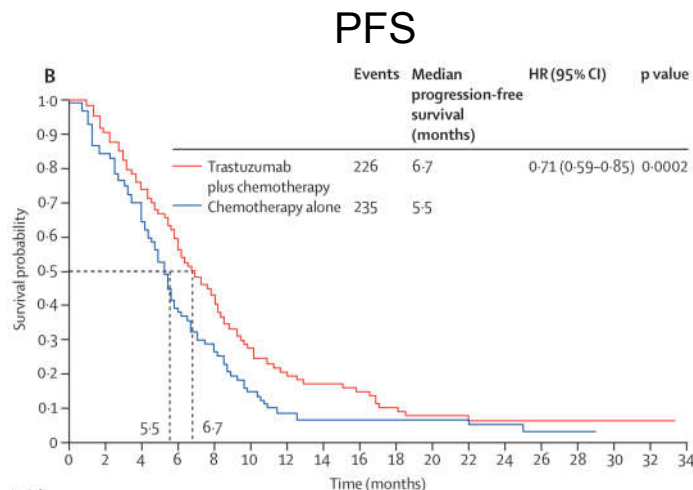 PFS
B
Events Median progression-free survival (months) HR (95% CI) p value
Trastuzumab plus chemotherapy 226 6·7 0·71 (0·59–0·85) 0·0002
Chemotherapy alone 235 5·5
Survival probability
1·0
0·9
0·8
0·7
0·6
0·5
0·4
0·3
0·2
0·1
0
5·5 6·7
0 2 4 6 8 10 12 14 16 18 20 22 24 26 28 30 32 34
Time (months)